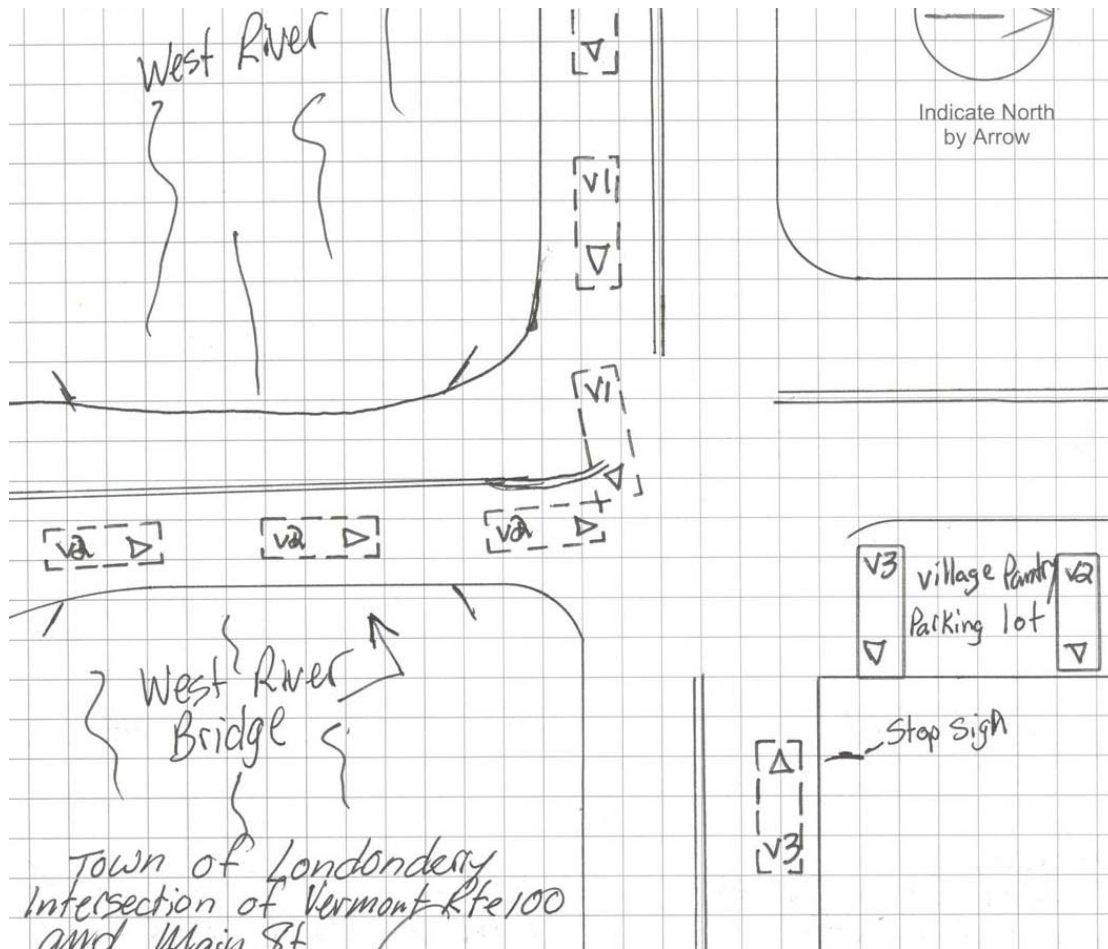 West River
Indicate North
by Arrow
V1
V1
V2
V2
V2
V3
Village Pantry
Parking lot
V2
West River
Bridge
Stop Sign
V3
Town of Londonderry
Intersection of Vermont Rte 100
and Main St